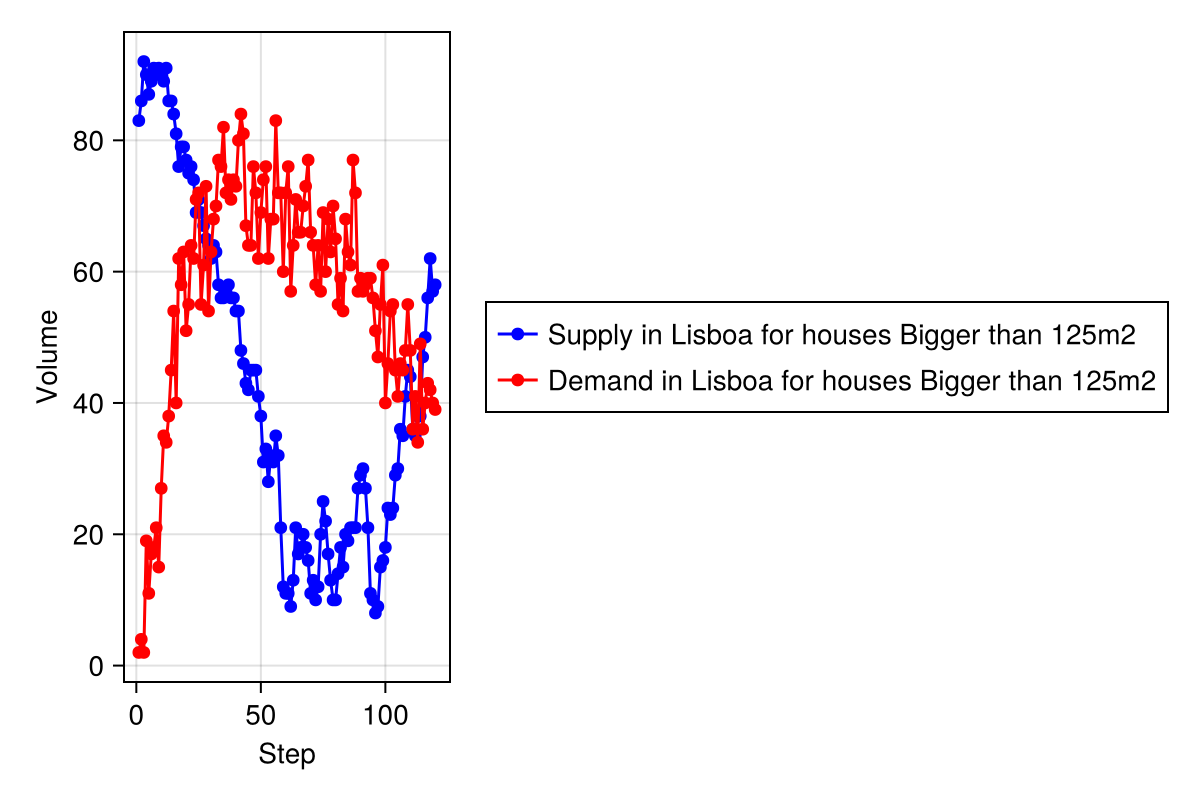 Volume
80
60
40
20
0
0 50 100
Step
Supply in Lisboa for houses Bigger than 125m2
Demand in Lisboa for houses Bigger than 125m2